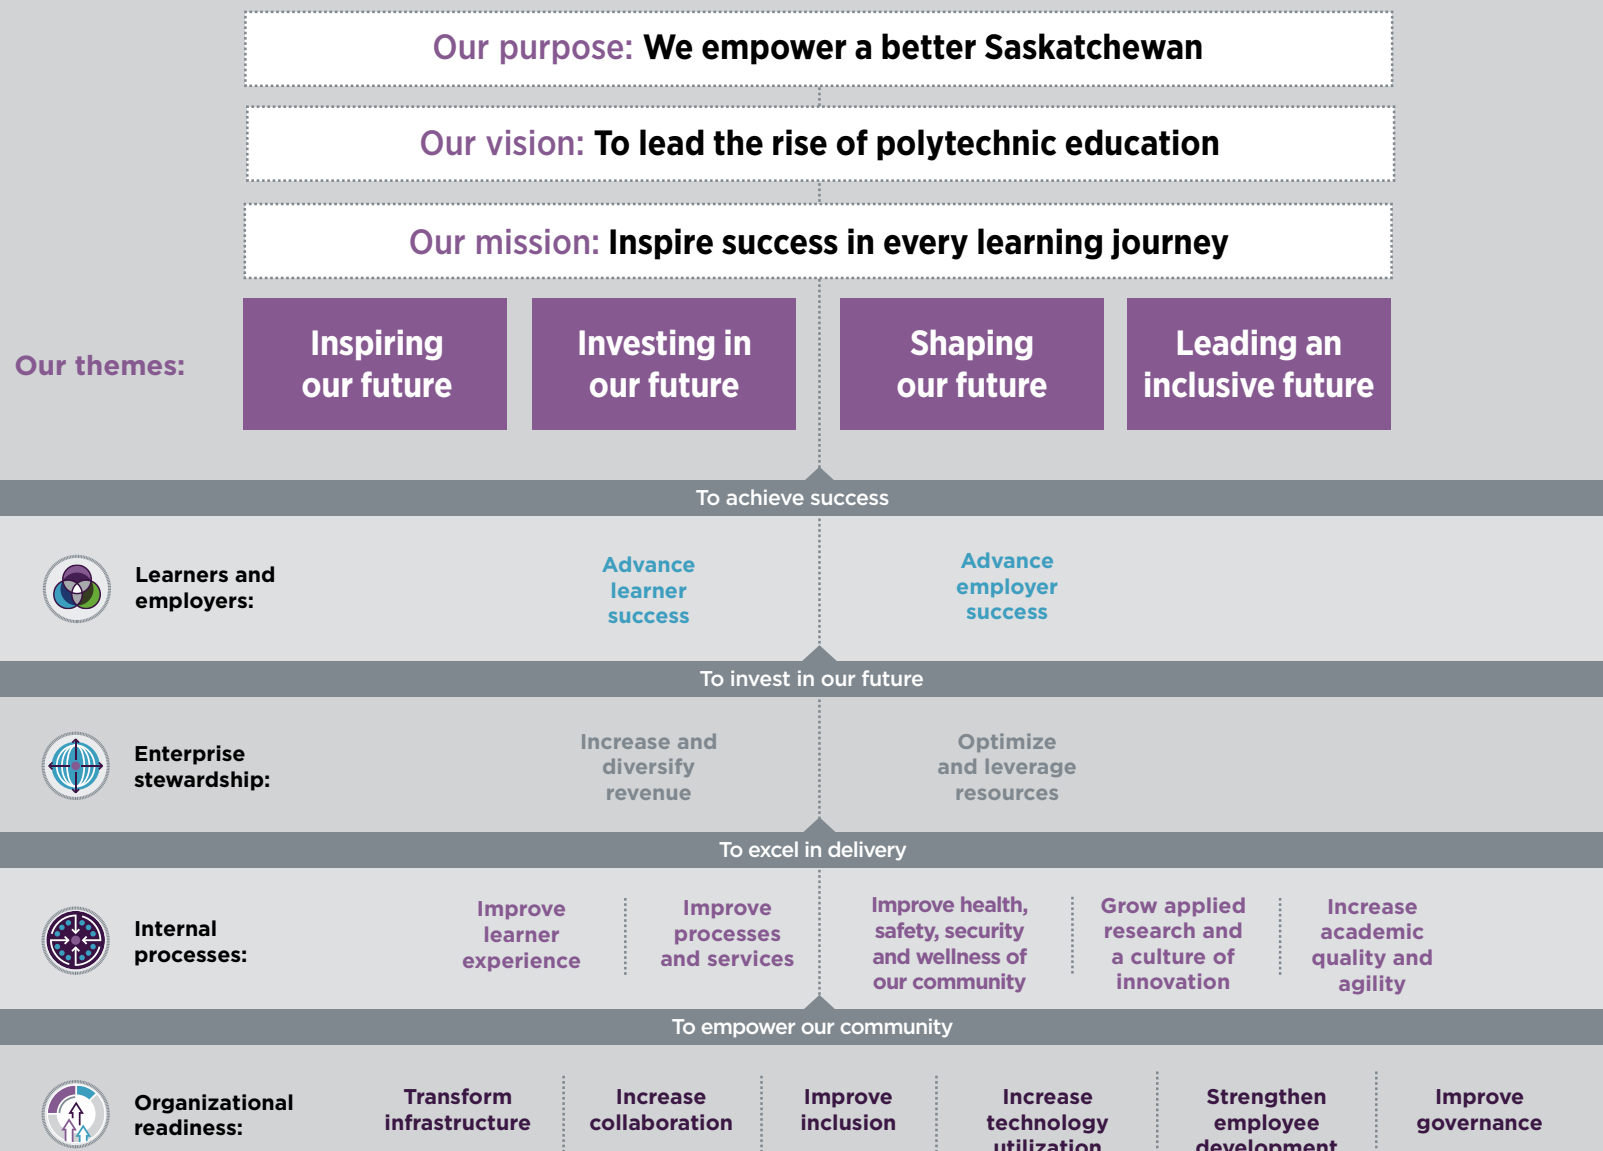 Our purpose: We empower a better Saskatchewan
Our vision: To lead the rise of polytechnic education
Our mission: Inspire success in every learning journey
Our themes:
Inspiring
our future
Investing in
our future
Shaping
our future
Leading an
inclusive future
To achieve success
Learners and
employers:
Advance
learner
success
Advance
employer
success
To invest in our future
Enterprise
stewardship:
Increase and
diversify
revenue
Optimize
and leverage
resources
To excel in delivery
Internal
processes:
Improve
learner
experience
Improve
processes
and services
Improve health,
safety, security
and wellness of
our community
Grow applied
research and
a culture of
innovation
Increase
academic
quality and
agility
To empower our community
Organizational
readiness:
Transform
infrastructure
Increase
collaboration
Improve
inclusion
Increase
technology
utilization
Strengthen
employee
development
Improve
governance